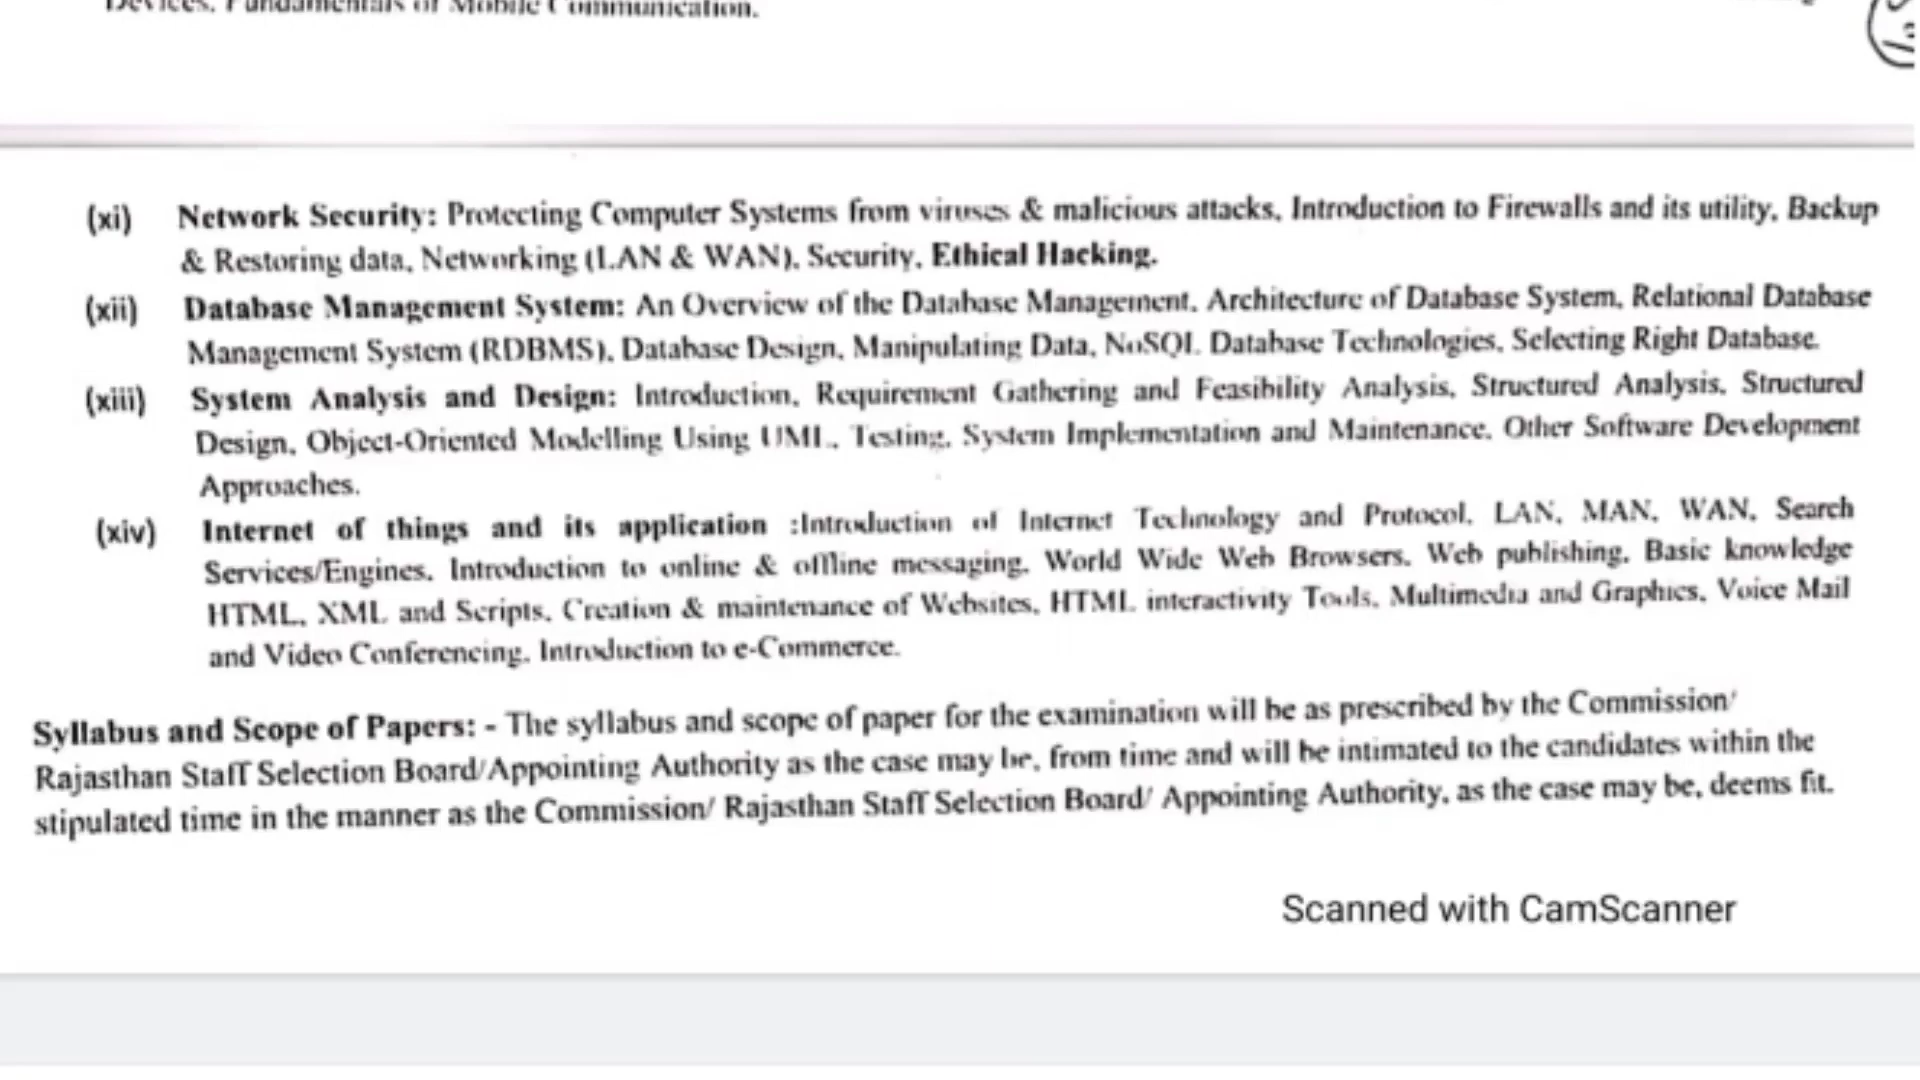 Devices, Fundamentals of Mobile Communication.
(xi) Network Security: Protecting Computer Systems from viruses & malicious attacks, Introduction to Firewalls and its utility, Backup
& Restoring data, Networking (LAN & WAN), Security, Ethical Hacking.
(xii) Database Management System: An Overview of the Database Management, Architecture of Database System, Relational Database
Management System (RDBMS), Database Design, Manipulating Data, NoSQL Database Technologies, Selecting Right Database.
(xiii) System Analysis and Design: Introduction, Requirement Gathering and Feasibility Analysis, Structured Analysis, Structured
Design, Object-Oriented Modelling Using UML, Testing, System Implementation and Maintenance, Other Software Development
Approaches.
(xiv) Internet of things and its application :Introduction of Internet Technology and Protocol, LAN, MAN, WAN, Search
Services/Engines, Introduction to online & offline messaging, World Wide Web Browsers, Web publishing, Basic knowledge
HTML, XML and Scripts, Creation & maintenance of Websites, HTML interactivity Tools, Multimedia and Graphics, Voice Mail
and Video Conferencing, Introduction to e-Commerce.
Syllabus and Scope of Papers: - The syllabus and scope of paper for the examination will be as prescribed by the Commission/
Rajasthan Staff Selection Board/Appointing Authority as the case may be, from time and will be intimated to the candidates within the
stipulated time in the manner as the Commission/ Rajasthan Staff Selection Board/ Appointing Authority, as the case may be, deems fit.
Scanned with CamScanner